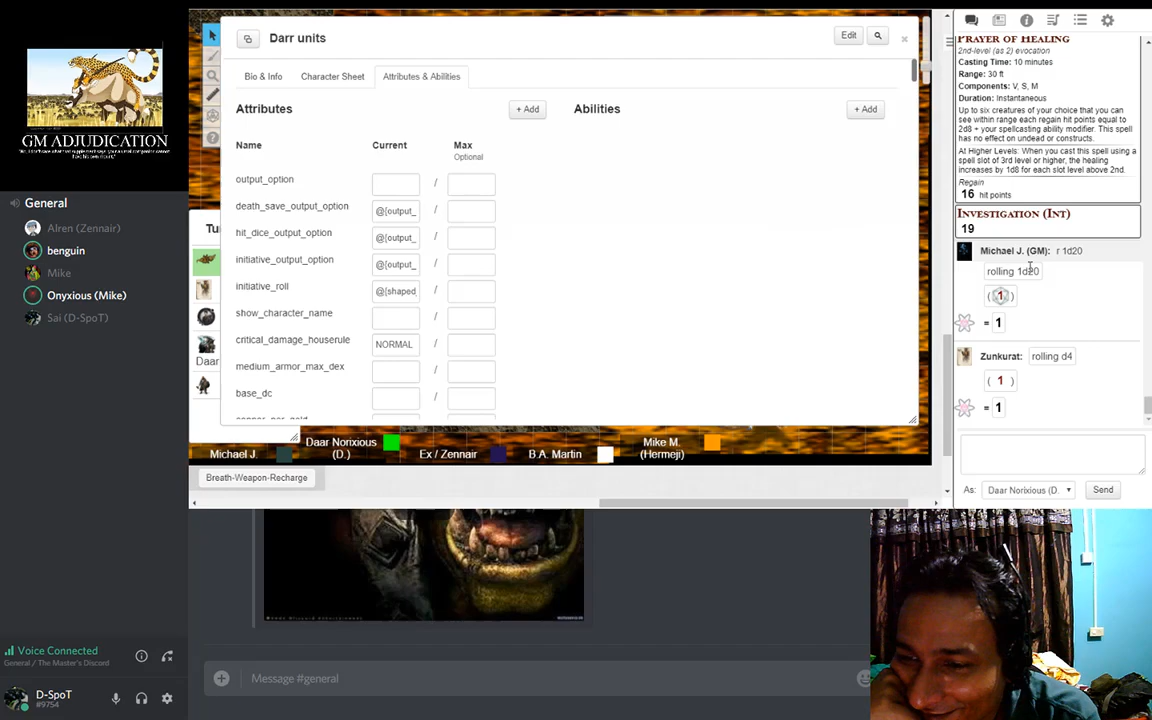 GM ADJUDICATION
General
Alren (Zennair)
benguin
Mike
Onyxious (Mike)
Sai (D-SpoT)
Voice Connected
General / The Master's Discord
D-SpoT
#9754
Darr units
Edit
Bio & Info
Character Sheet
Attributes & Abilities
Attributes
+ Add
Abilities
+ Add
Name
Current
Max
Optional
output_option
/
death_save_output_option
@{output_
/
hit_dice_output_option
@{output_
/
initiative_output_option
@{output_
/
initiative_roll
@{shaped_
/
show_character_name
/
critical_damage_houserule
NORMAL
/
medium_armor_max_dex
/
base_dc
/
Tu
Daar
Michael J.
Daar Norixious
(D.)
Ex / Zennair
B.A. Martin
Mike M.
(Hermeji)
Breath-Weapon-Recharge
Message #general
PRAYER OF HEALING
2nd-level (as 2) evocation
Casting Time: 10 minutes
Range: 30 ft
Components: V, S, M
Duration: Instantaneous
Up to six creatures of your choice that you can
see within range each regain hit points equal to
2d8 + your spellcasting ability modifier. This spell
has no effect on undead or constructs.
At Higher Levels: When you cast this spell using a
spell slot of 3rd level or higher, the healing
increases by 1d8 for each slot level above 2nd.
Regain
16 hit points
INVESTIGATION (INT)
19
Michael J. (GM): r 1d20
rolling 1d20
(1)
= 1
Zunkurat: rolling d4
( 1 )
= 1
As:
Daar Norixious (D.
Send